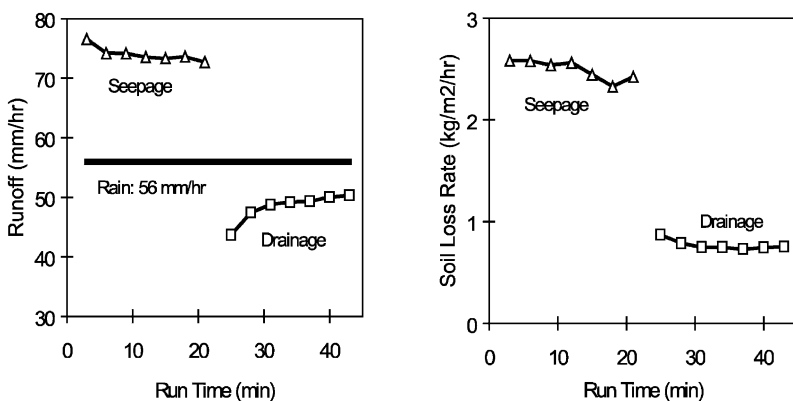 Runoff (mm/hr)
80
70
60
50
40
30
0
10
20
30
40
Run Time (min)
Seepage
Rain: 56 mm/hr
Drainage
Soil Loss Rate (kg/m2/hr)
3
2
1
0
0
10
20
30
40
Run Time (min)
Seepage
Drainage